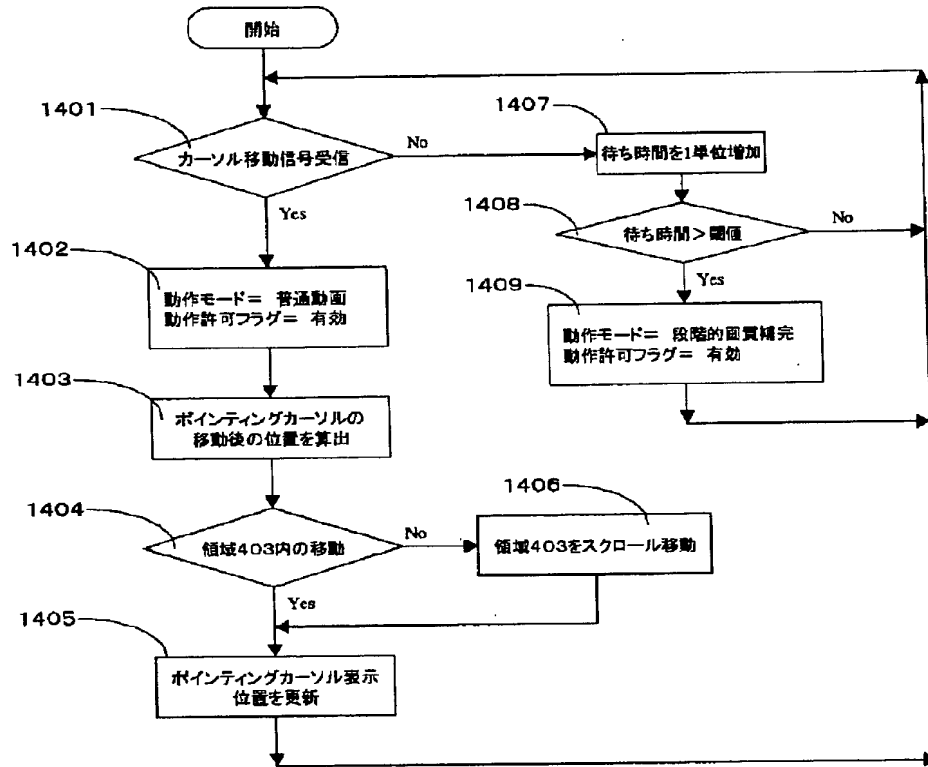 開始
1401
カーソル移動信号受信
No
Yes
1407
待ち時間を1単位増加
1408
待ち時間>閾値
No
Yes
1402
動作モード= 普通動画
動作許可フラグ= 有効
1409
動作モード= 段階的画質補完
動作許可フラグ= 有効
1403
ポインティングカーソルの
移動後の位置を算出
1404
領域403内の移動
No
Yes
1406
領域403をスクロール移動
1405
ポインティングカーソル表示
位置を更新